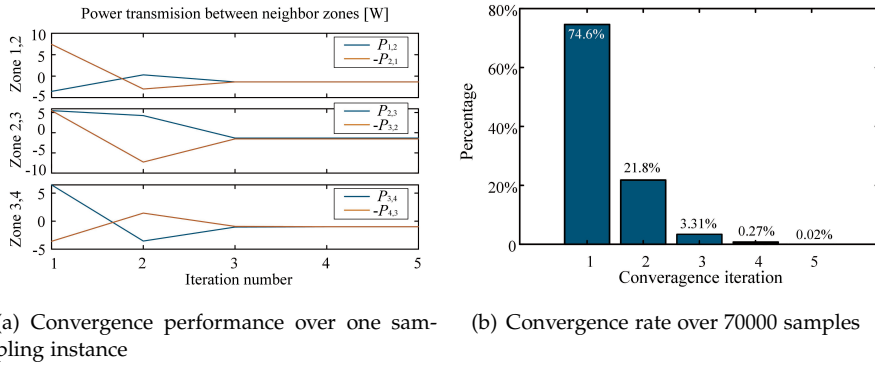 Power transmision between neighbor zones [W]
Zone 1,2
10
5
0
-5
P1,2
-P2,1
Zone 2,3
5
0
-5
-10
P2,3
-P3,2
Zone 3,4
5
0
-5
P3,4
-P4,3
1 2 3 4 5
Iteration number
Percentage
80%
60%
40%
20%
0
74.6%
21.8%
3.31%
0.27%
0.02%
1 2 3 4 5
Converagence iteration
a) Convergence performance over one sam-
pling instance
(b) Convergence rate over 70000 samples